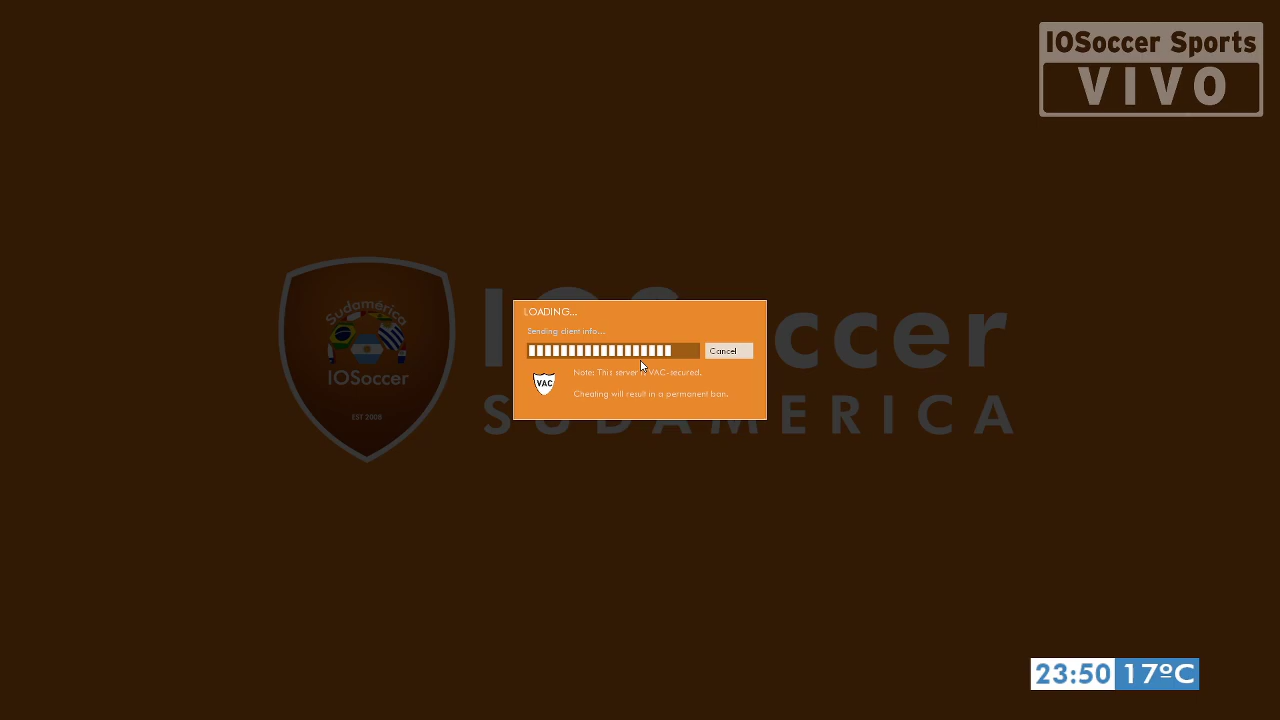 IOSoccer Sports
VIVO
Sudamérica
IOSoccer
EST 2008
IOSoccer
SUDAMERICA
LOADING...
Sending client info...
Cancel
VAC
Note: This server is VAC-secured.
Cheating will result in a permanent ban.
23:50 17ºC